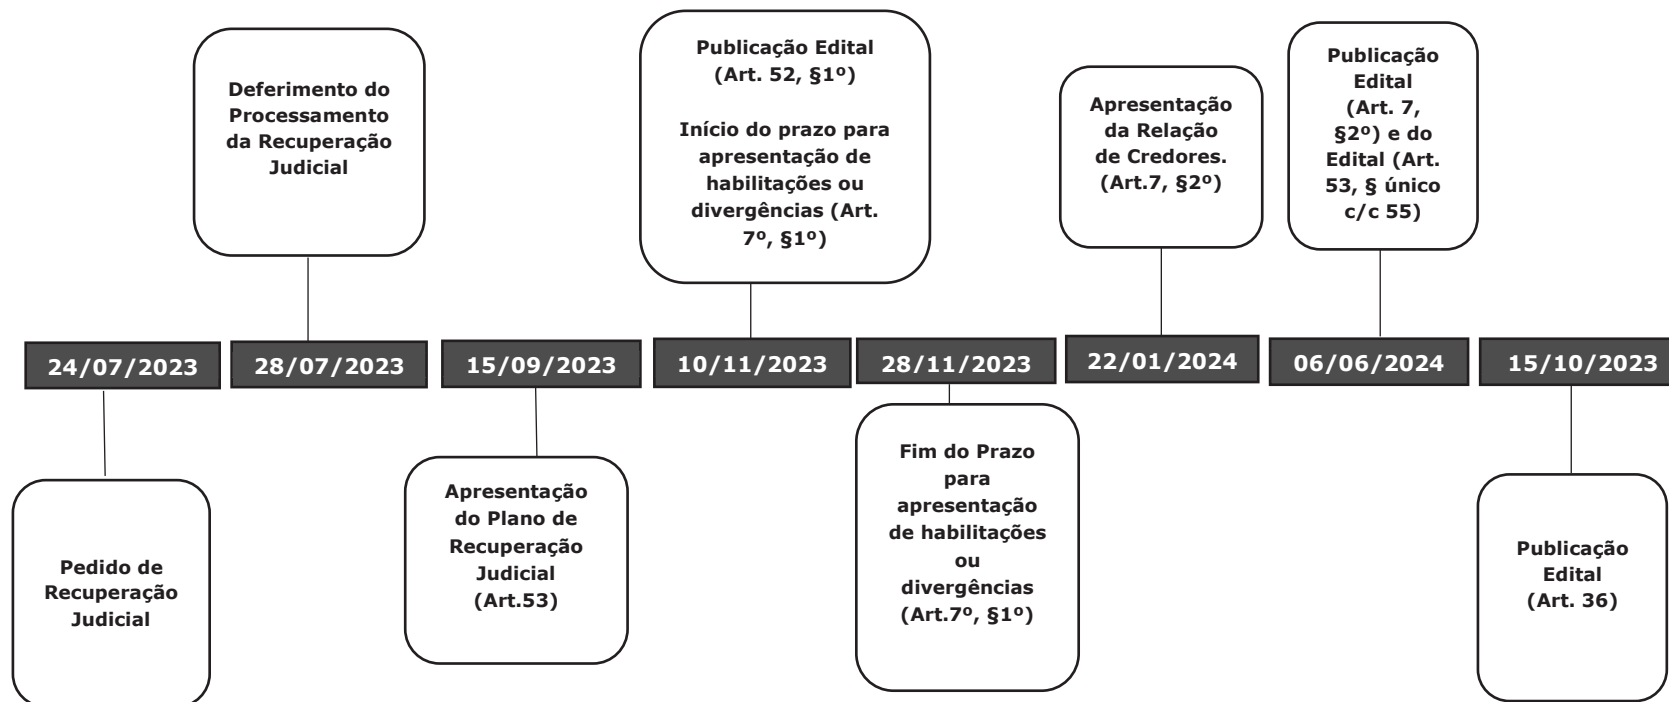 Deferimento do
Processamento
da Recuperação
Judicial
Publicação Edital
(Art. 52, §1º)
Início do prazo para
apresentação de
habilitações ou
divergências (Art.
7º, §1º)
Apresentação
da Relação
de Credores.
(Art.7, §2º)
Publicação
Edital
(Art. 7,
§2º) e do
Edital (Art.
53, § único
c/c 55)
24/07/2023
28/07/2023
15/09/2023
10/11/2023
28/11/2023
22/01/2024
06/06/2024
15/10/2023
Pedido de
Recuperação
Judicial
Apresentação
do Plano de
Recuperação
Judicial
(Art.53)
Fim do Prazo
para
apresentação
de habilitações
ou
divergências
(Art.7º, §1º)
Publicação
Edital
(Art. 36)